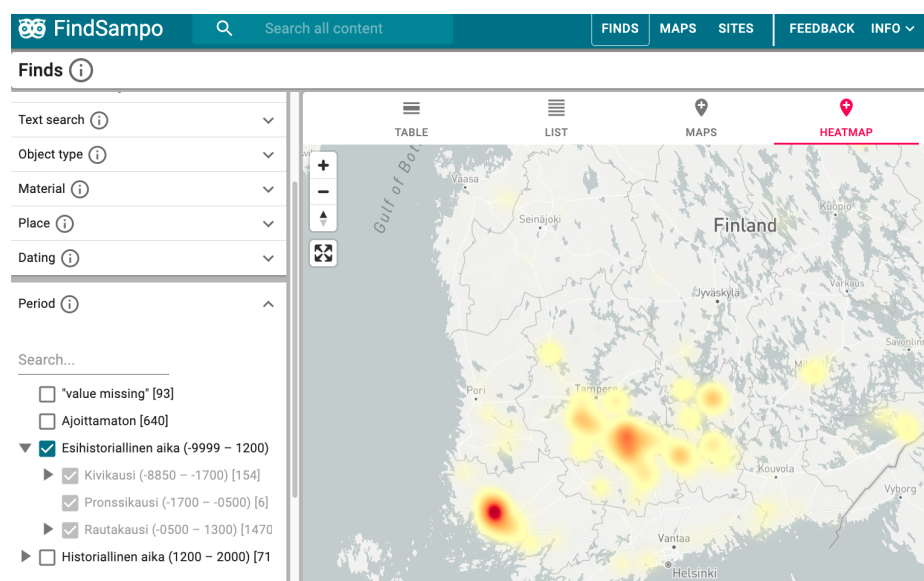 FindSampo
Search all content
FINDS
MAPS
SITES
FEEDBACK
INFO
Finds
Text search
Object type
Material
Place
Dating
Period
Search...
"value missing" [93]
Ajoittamaton [640]
Esihistoriallinen aika (-9999 – 1200)
Kivikausi (-8850 – -1700) [154]
Pronssikausi (-1700 – -0500) [6]
Rautakausi (-0500 – 1300) [1470
Historiallinen aika (1200 – 2000) [71
TABLE
LIST
MAPS
HEATMAP
Gulf of Bot
Vaasa
Seinäjoki
Finland
Kuopio
Jyväskylä
Varkaus
Savonlin
Pori
Tampere
Kouvola
Vyborg
Vantaa
Helsinki